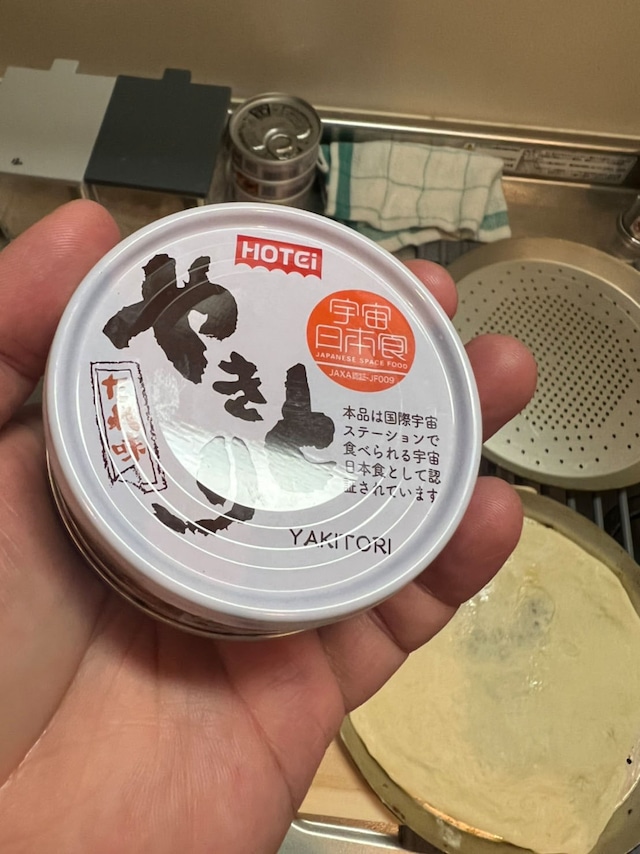 HOTEi
やきとり
たれ味
宇宙
日本食
JAPANESE SPACE FOOD
JAXA認証-JF009
本品は国際宇宙
ステーションで
食べられる宇宙
日本食として認
証されています
YAKITORI